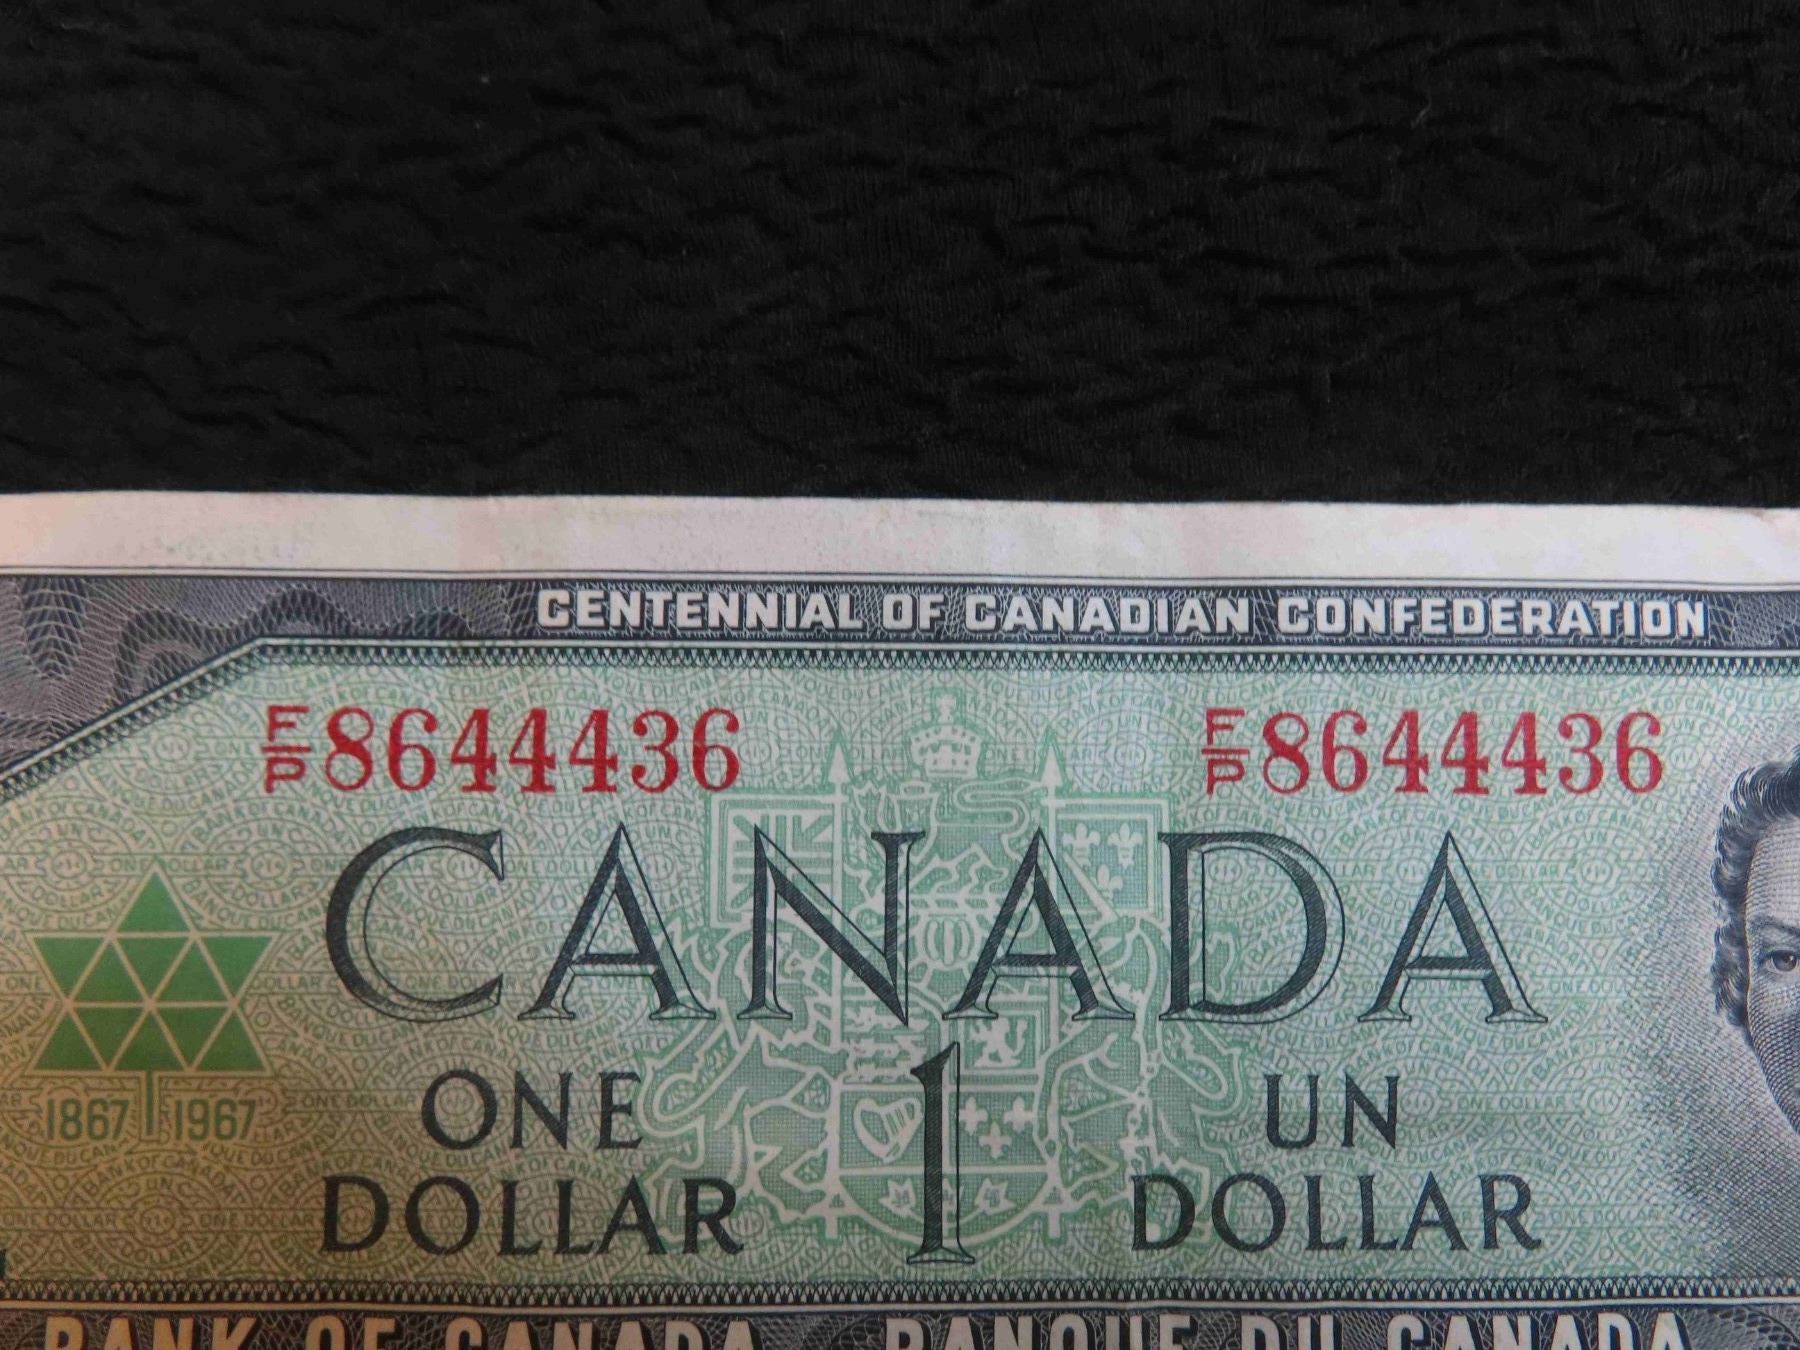 CENTENNIAL OF CANADIAN CONFEDERATION
F/P 8644436 F/P 8644436
CANADA
1867 1967
ONE 1 UN
DOLLAR DOLLAR
BANK OF CANADA BANQUE DU CANADA